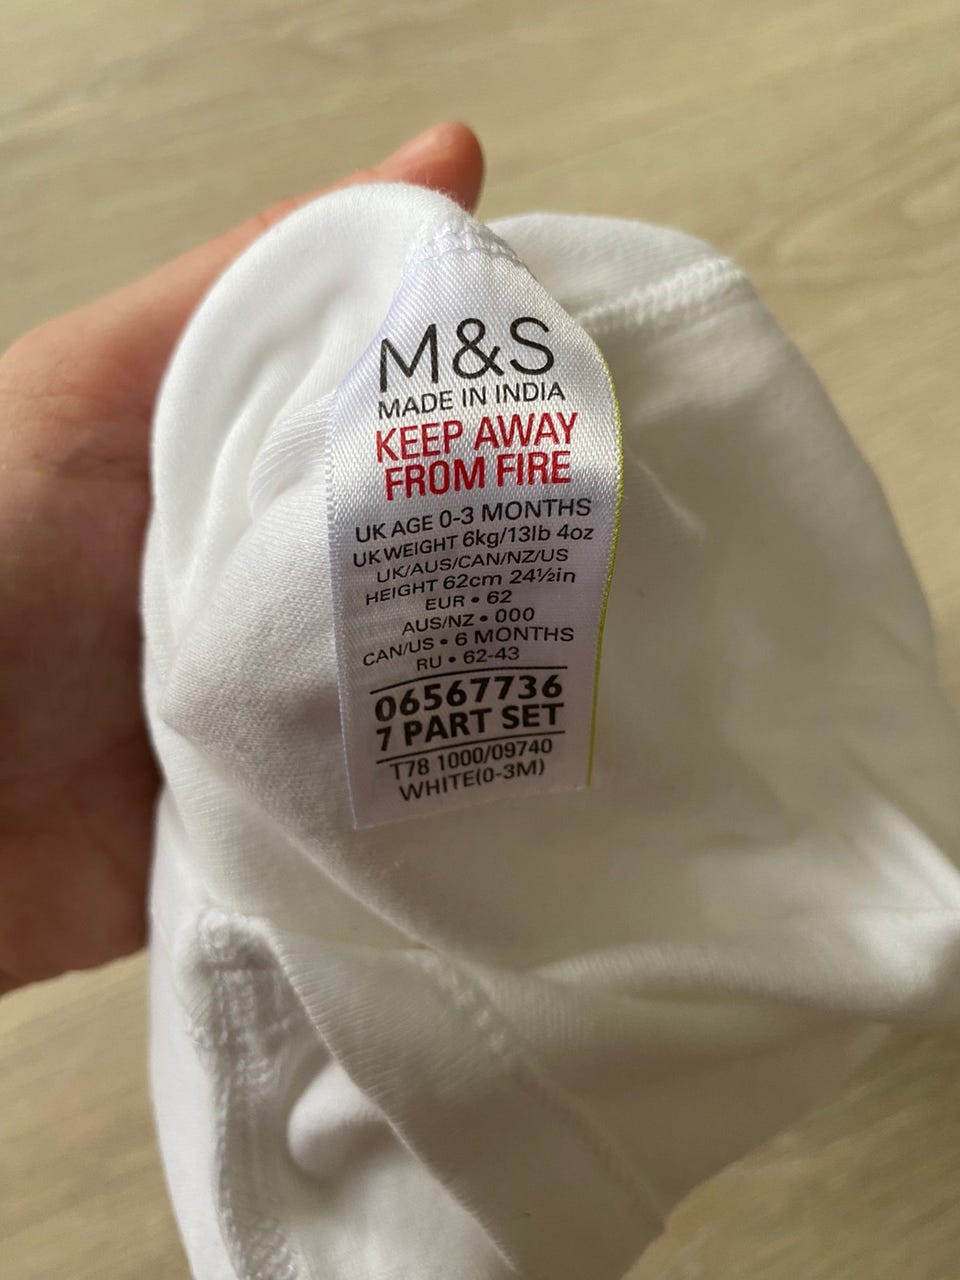 M&S
MADE IN INDIA
KEEP AWAY
FROM FIRE
UK AGE 0-3 MONTHS
UK WEIGHT 6kg/13lb 4oz
UK/AUS/CAN/NZ/US
HEIGHT 62cm 24½in
EUR • 62
AUS/NZ • 000
CAN/US • 6 MONTHS
RU • 62-43
06567736
7 PART SET
T78 1000/09740
WHITE(0-3M)